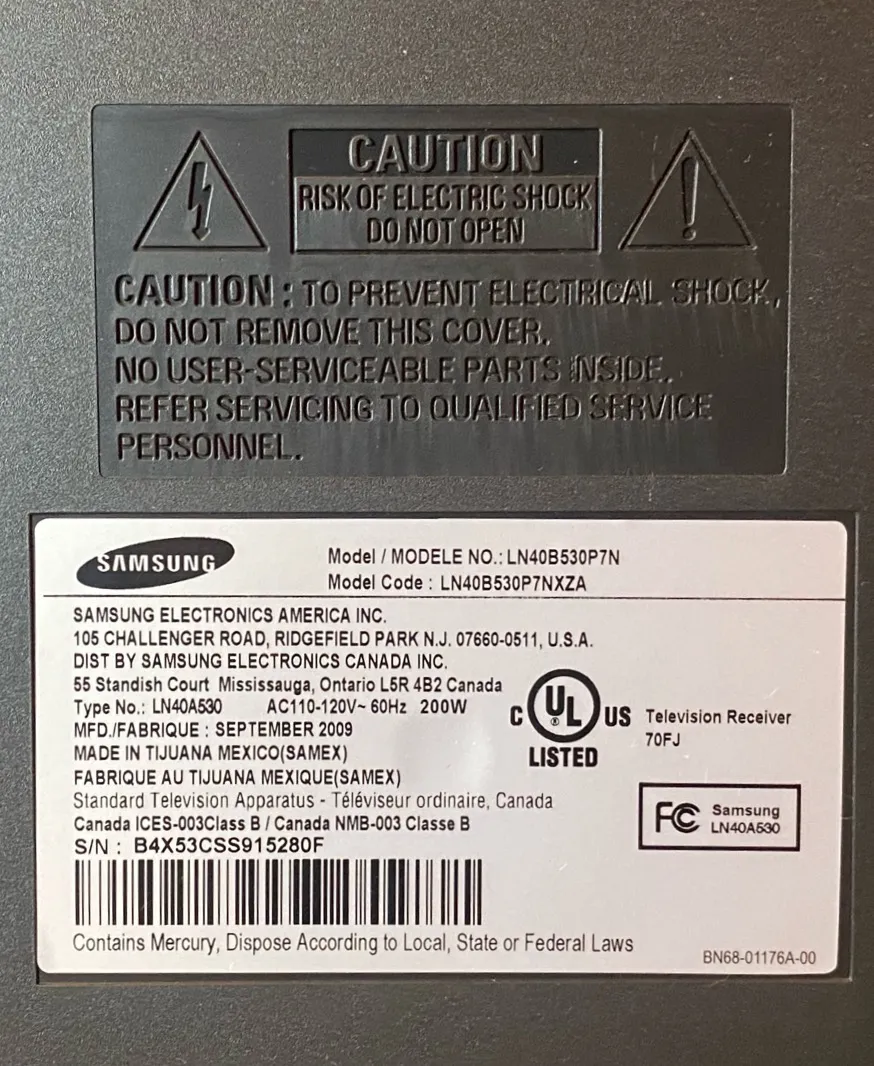 CAUTION
RISK OF ELECTRIC SHOCK
DO NOT OPEN
CAUTION : TO PREVENT ELECTRICAL SHOCK,
DO NOT REMOVE THIS COVER.
NO USER-SERVICEABLE PARTS INSIDE.
REFER SERVICING TO QUALIFIED SERVICE
PERSONNEL.
SAMSUNG
Model / MODELE NO.: LN40B530P7N
Model Code : LN40B530P7NXZA
SAMSUNG ELECTRONICS AMERICA INC.
105 CHALLENGER ROAD, RIDGEFIELD PARK N.J. 07660-0511, U.S.A.
DIST BY SAMSUNG ELECTRONICS CANADA INC.
55 Standish Court Mississauga, Ontario L5R 4B2 Canada
Type No.: LN40A530 AC110-120V~ 60Hz 200W
MFD./FABRIQUE : SEPTEMBER 2009
MADE IN TIJUANA MEXICO(SAMEX)
FABRIQUE AU TIJUANA MEXIQUE(SAMEX)
Standard Television Apparatus - Téléviseur ordinaire, Canada
Canada ICES-003Class B / Canada NMB-003 Classe B
S/N : B4X53CSS915280F
C UL ® US
LISTED
Television Receiver
70FJ
FC Samsung
LN40A530
Contains Mercury, Dispose According to Local, State or Federal Laws
BN68-01176A-00